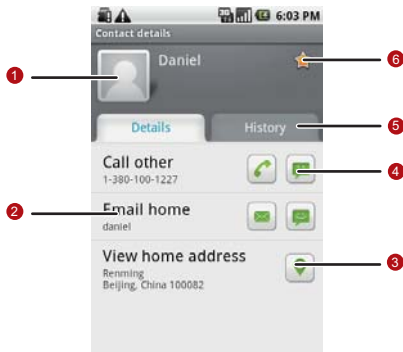 3G 6:03 PM
Contact details
1 Daniel 6
Details History 5
Call other
1-380-100-1227 4
2 Email home
daniel
View home address 3
Renming
Beijing, China 100082